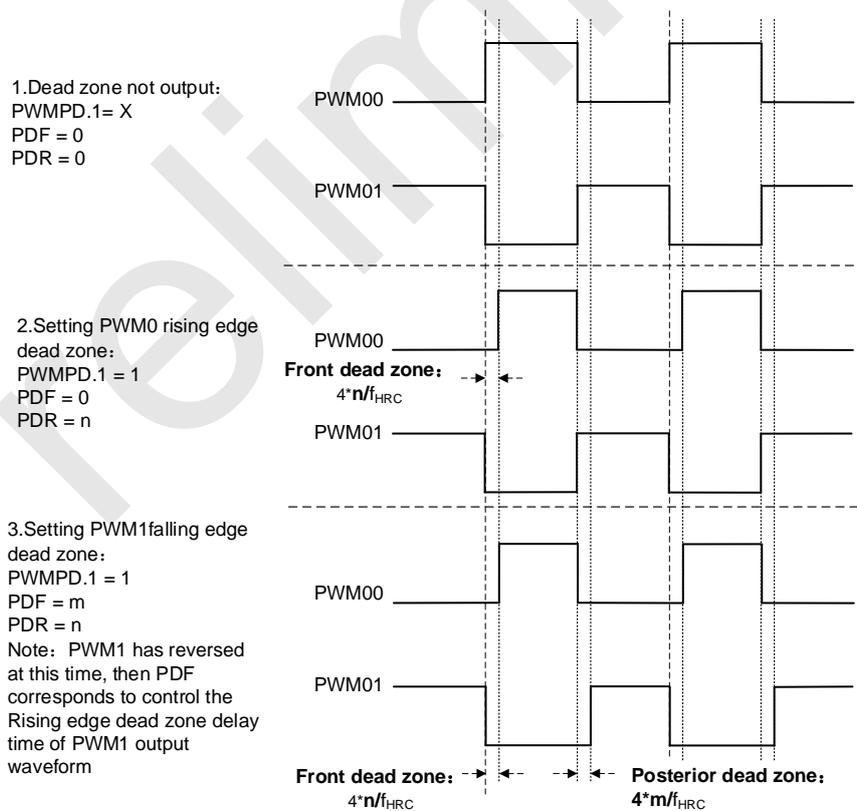 1.Dead zone not output：
PWMPD.1= X
PDF = 0
PDR = 0
PWM00
PWM01
2.Setting PWM0 rising edge
dead zone：
PWMPD.1 = 1
PDF = 0
PDR = n
PWM00
Front dead zone：
4*n/fHRC
PWM01
3.Setting PWM1falling edge
dead zone：
PWMPD.1 = 1
PDF = m
PDR = n
Note：PWM1 has reversed
at this time, then PDF
corresponds to control the
Rising edge dead zone delay
time of PWM1 output
waveform
PWM00
PWM01
Front dead zone：
4*n/fHRC
Posterior dead zone：
4*m/fHRC
relim